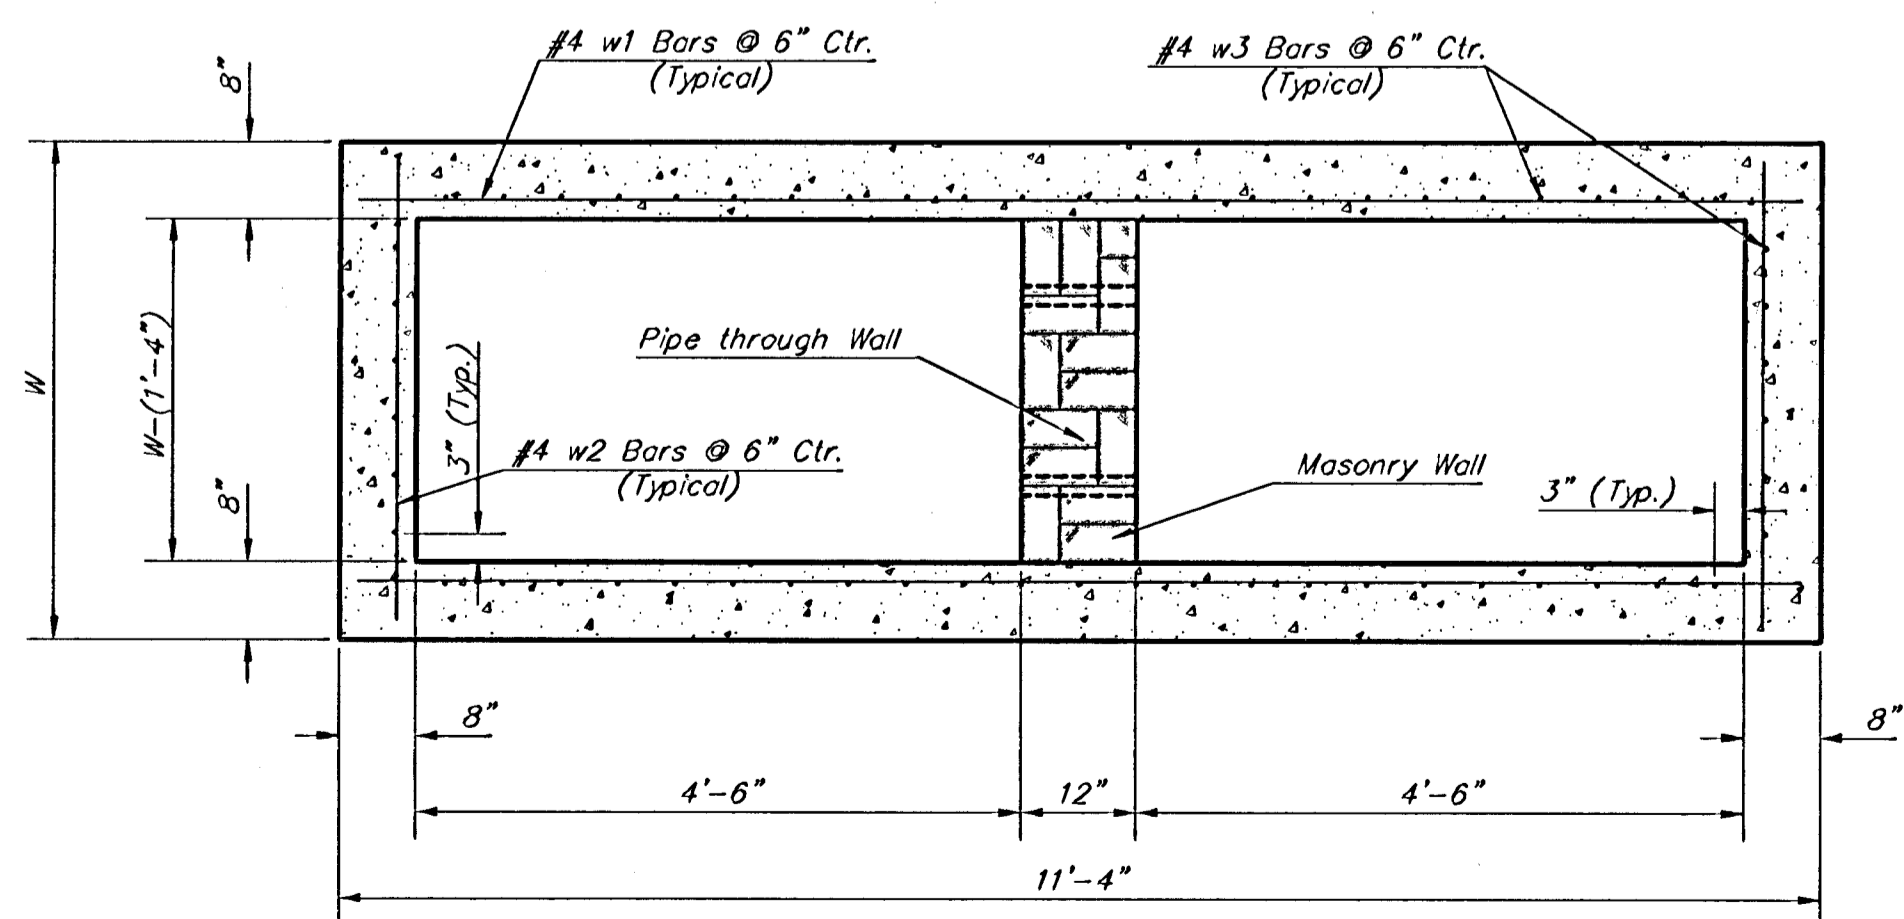 #4 w1 Bars @ 6" Ctr.
(Typical)
#4 w3 Bars @ 6" Ctr.
(Typical)
8"
W
W-(1'-4")
Pipe through Wall
3" (Typ.)
#4 w2 Bars @ 6" Ctr.
(Typical)
Masonry Wall
3" (Typ.)
8"
8"
8"
4'-6"
12"
4'-6"
11'-4"